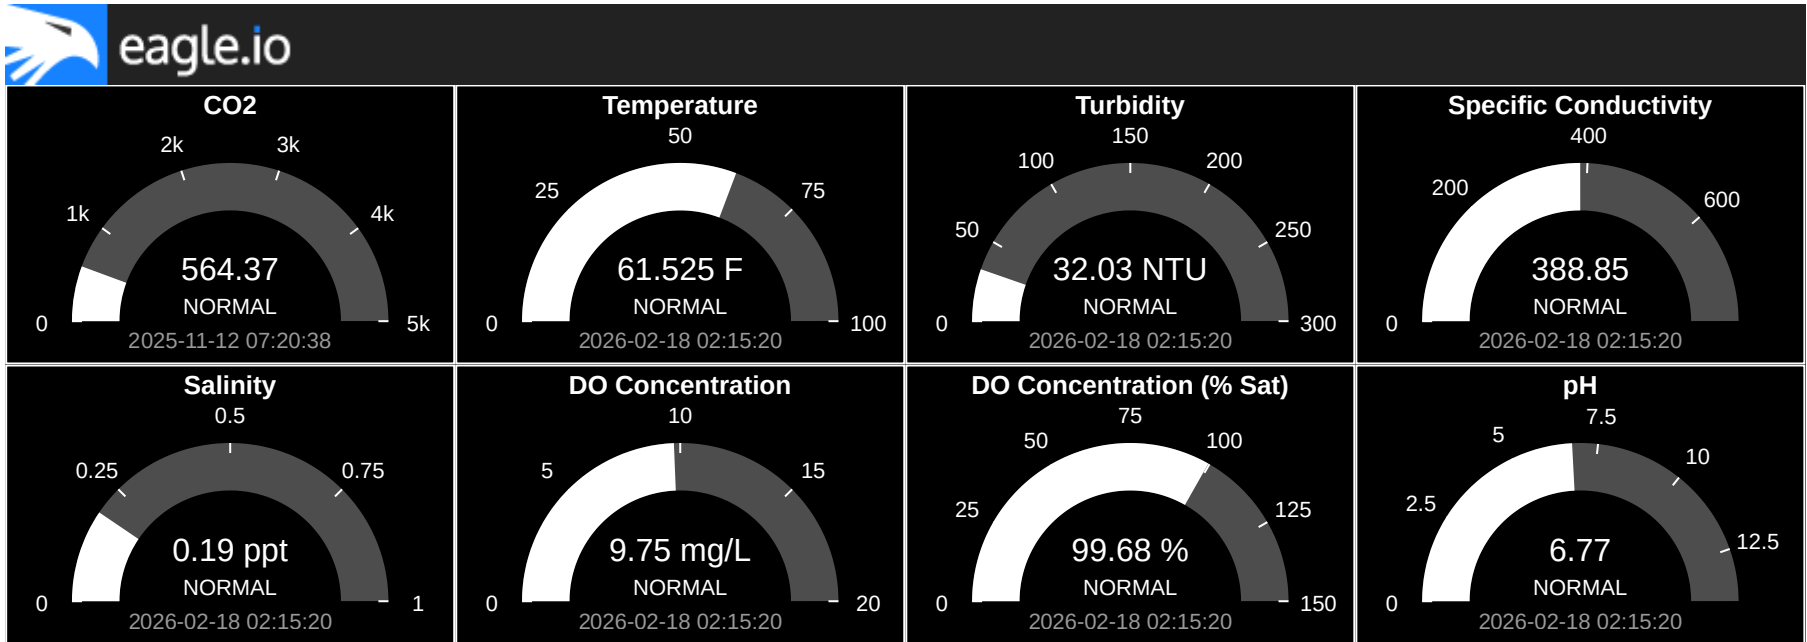 eagle.io
CO2
2k
3k
1k
4k
564.37
NORMAL
0
5k
2025-11-12 07:20:38
Temperature
50
25
75
61.525 F
NORMAL
0
100
2026-02-18 02:15:20
Turbidity
150
100
200
50
250
32.03 NTU
NORMAL
0
300
2026-02-18 02:15:20
Specific Conductivity
400
200
600
388.85
NORMAL
0
2026-02-18 02:15:20
Salinity
0.5
0.25
0.75
0.19 ppt
NORMAL
0
1
2026-02-18 02:15:20
DO Concentration
10
5
15
9.75 mg/L
NORMAL
0
20
2026-02-18 02:15:20
DO Concentration (% Sat)
75
50
100
25
125
99.68 %
NORMAL
0
150
2026-02-18 02:15:20
pH
7.5
5
10
2.5
12.5
6.77
NORMAL
0
2026-02-18 02:15:20